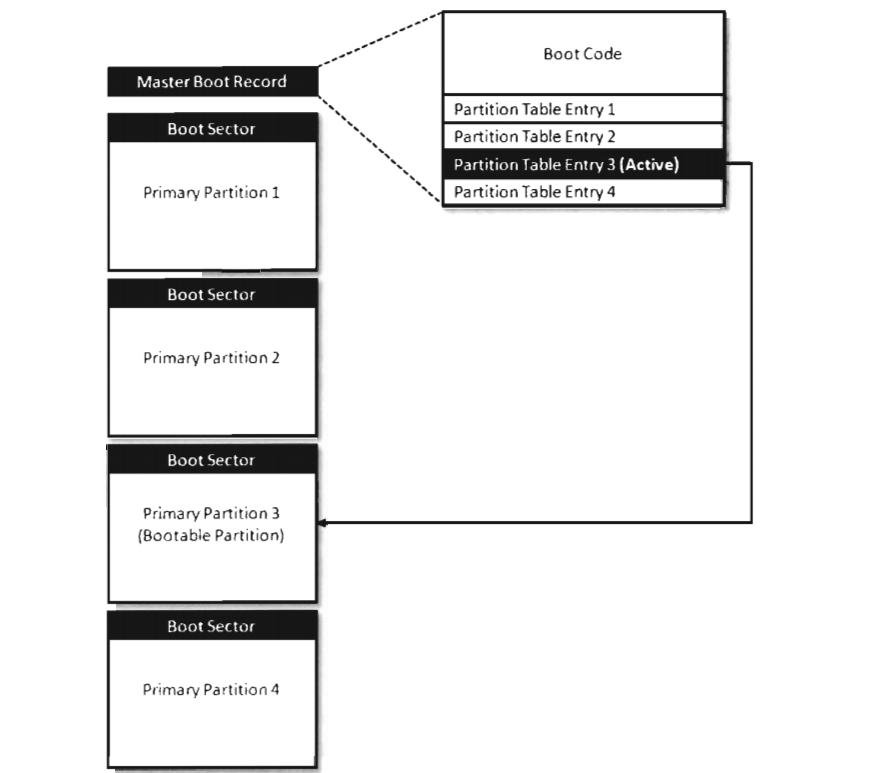 Master Boot Record
Boot Sector
Primary Partition 1
Boot Sector
Primary Partition 2
Boot Sector
Primary Partition 3
(Bootable Partition)
Boot Sector
Primary Partition 4
Boot Code
Partition Table Entry 1
Partition Table Entry 2
Partition Table Entry 3 (Active)
Partition Table Entry 4